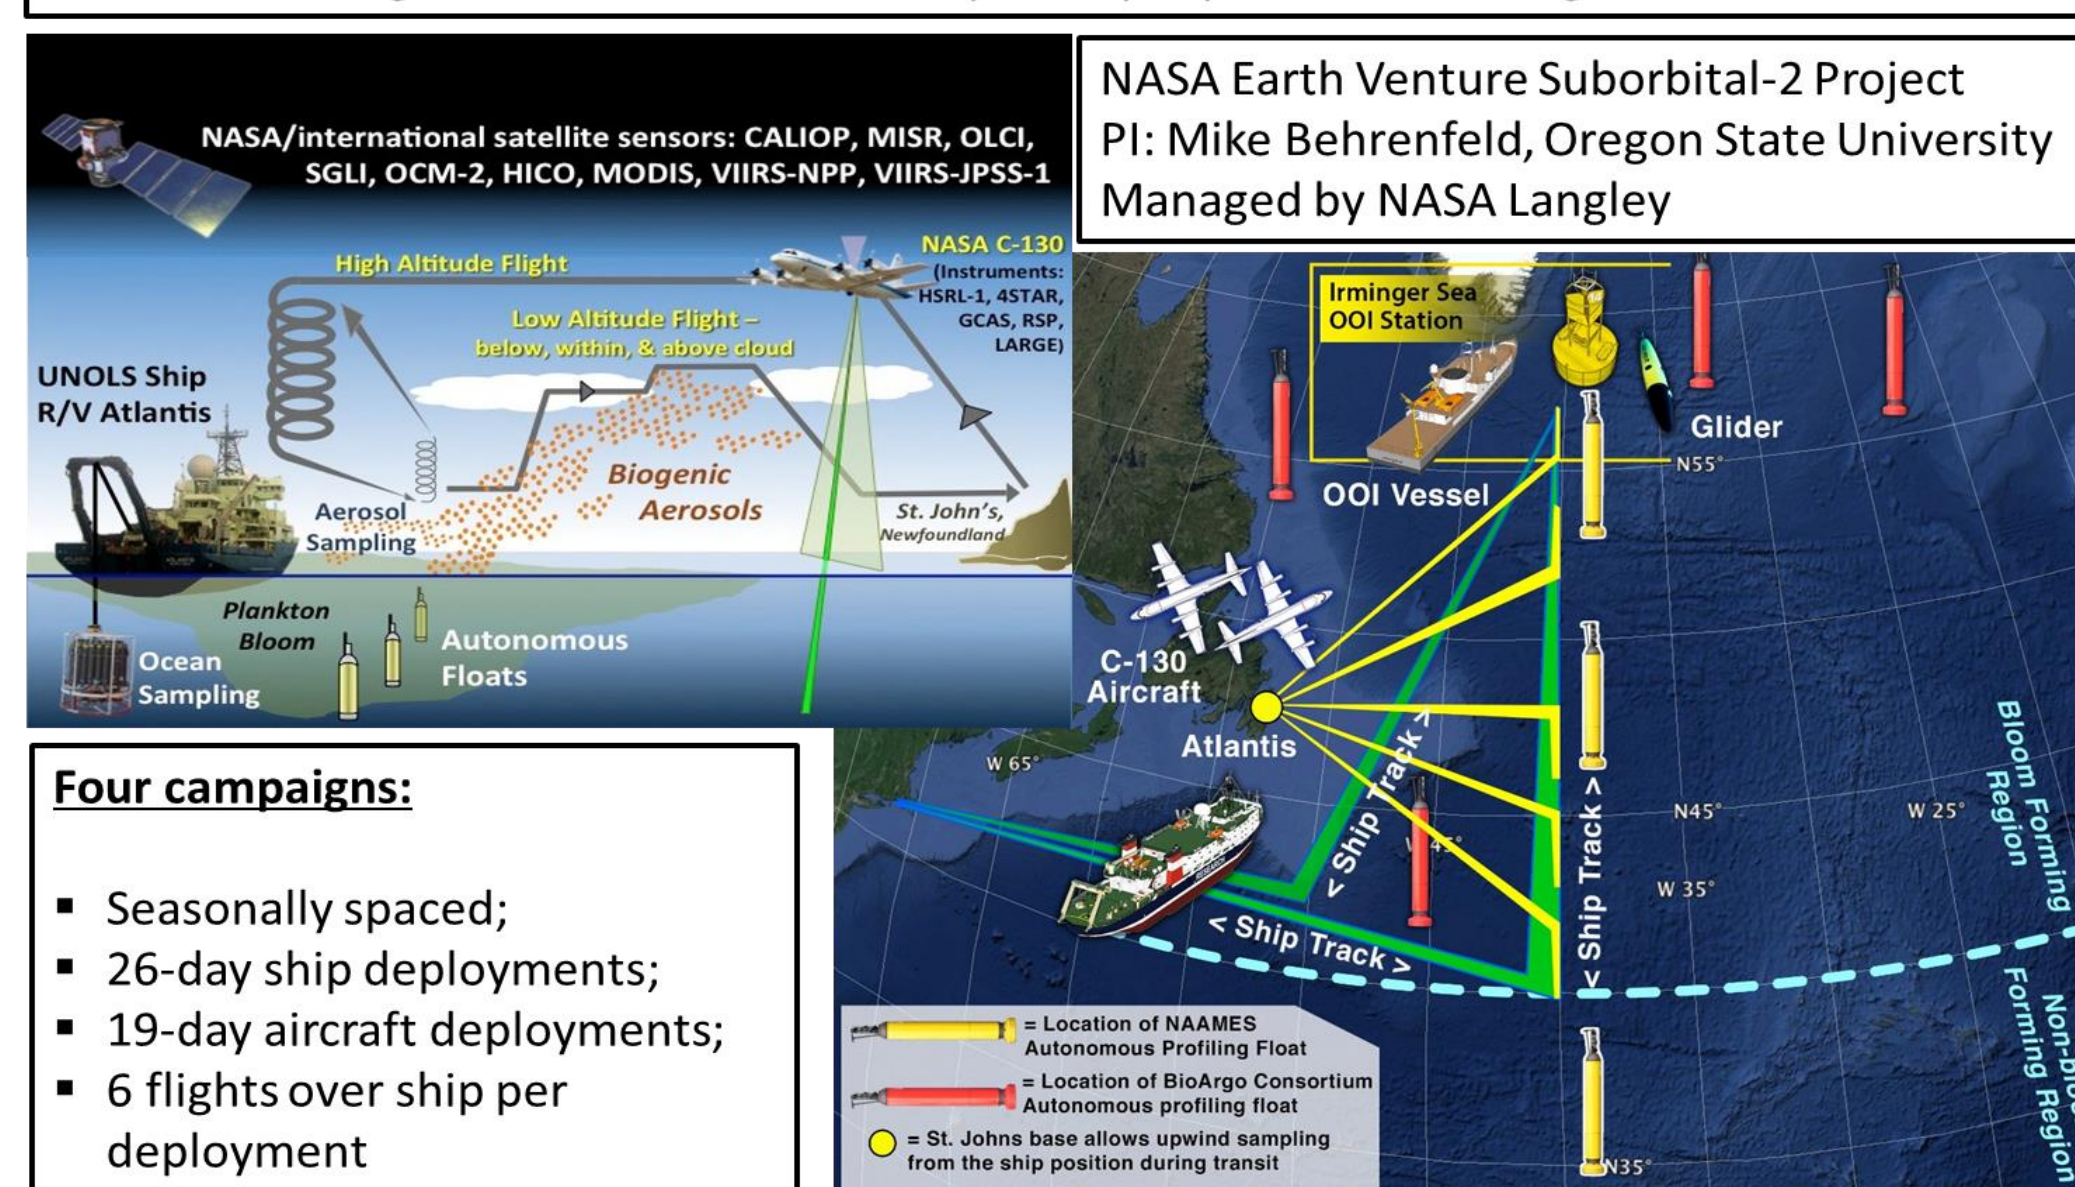 NASA Earth Venture Suborbital-2 Project
PI: Mike Behrenfeld, Oregon State University
Managed by NASA Langley
NASA/international satellite sensors: CALIOP, MISR, OLCI,
SGLI, OCM-2, HICO, MODIS, VIIRS-NPP, VIIRS-JPSS-1
High Altitude Flight
NASA C-130
(Instruments:
HSRL-1, 4STAR,
GCAS, RSP,
LARGE)
Low Altitude Flight –
below, within, & above cloud
UNOLS Ship
R/V Atlantis
Biogenic
Aerosols
Aerosol
Sampling
St. John's,
Newfoundland
Plankton
Bloom
Autonomous
Floats
Ocean
Sampling
Irminger Sea
OOI Station
Glider
N55°
OOI Vessel
C-130
Aircraft
Atlantis
W 65°
< Ship Track >
< Ship Track >
< Ship Track >
N45°
W 25°
W 35°
Bloom Forming
Region
Forming Region
N35°
= Location of NAAMES
Autonomous Profiling Float
= Location of BioArgo Consortium
Autonomous profiling float
= St. Johns base allows upwind sampling
from the ship position during transit
Four campaigns:
▪ Seasonally spaced;
▪ 26-day ship deployments;
▪ 19-day aircraft deployments;
▪ 6 flights over ship per
deployment